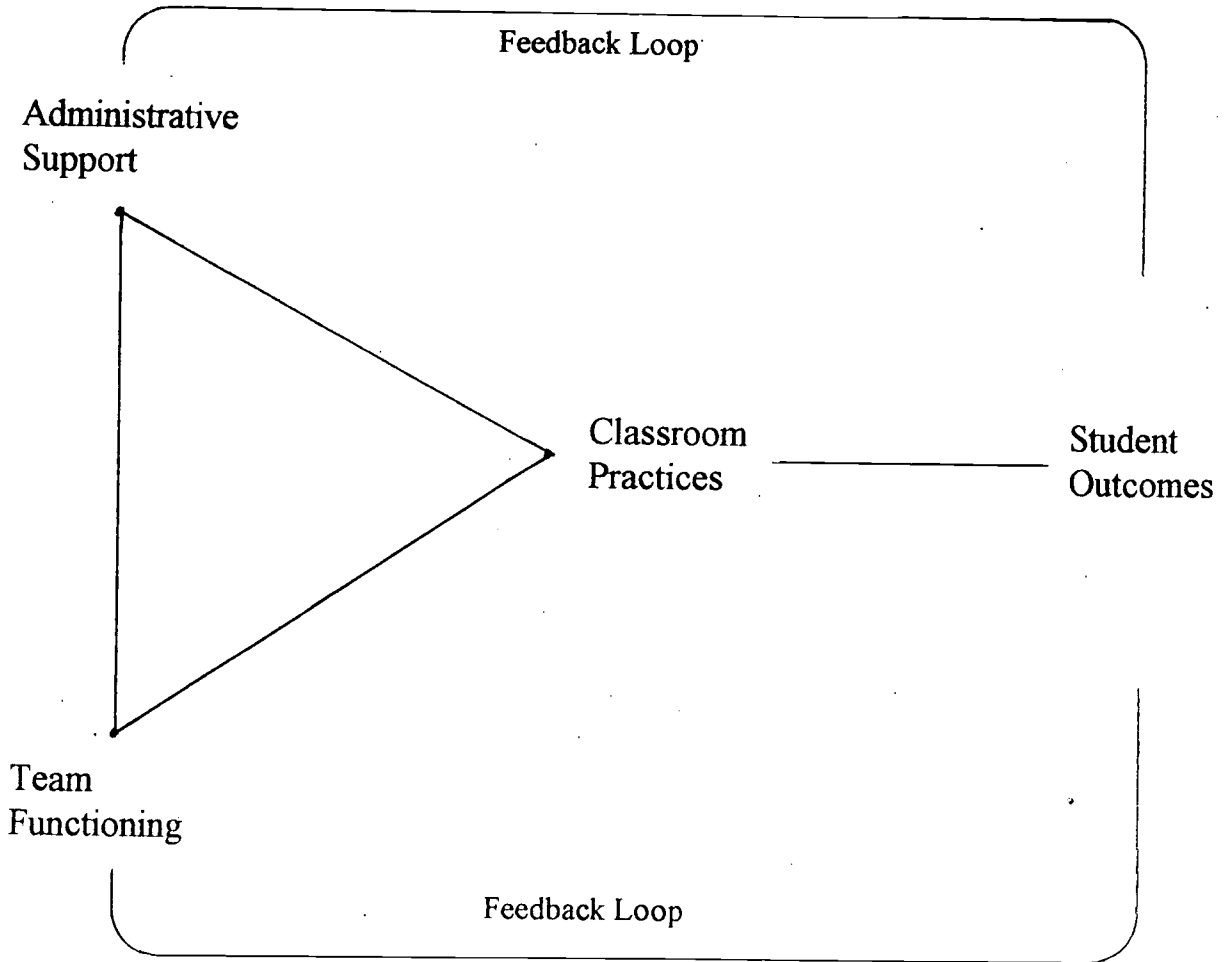 Feedback Loop
Administrative
Support
Classroom
Practices
Student
Outcomes
Team
Functioning
Feedback Loop